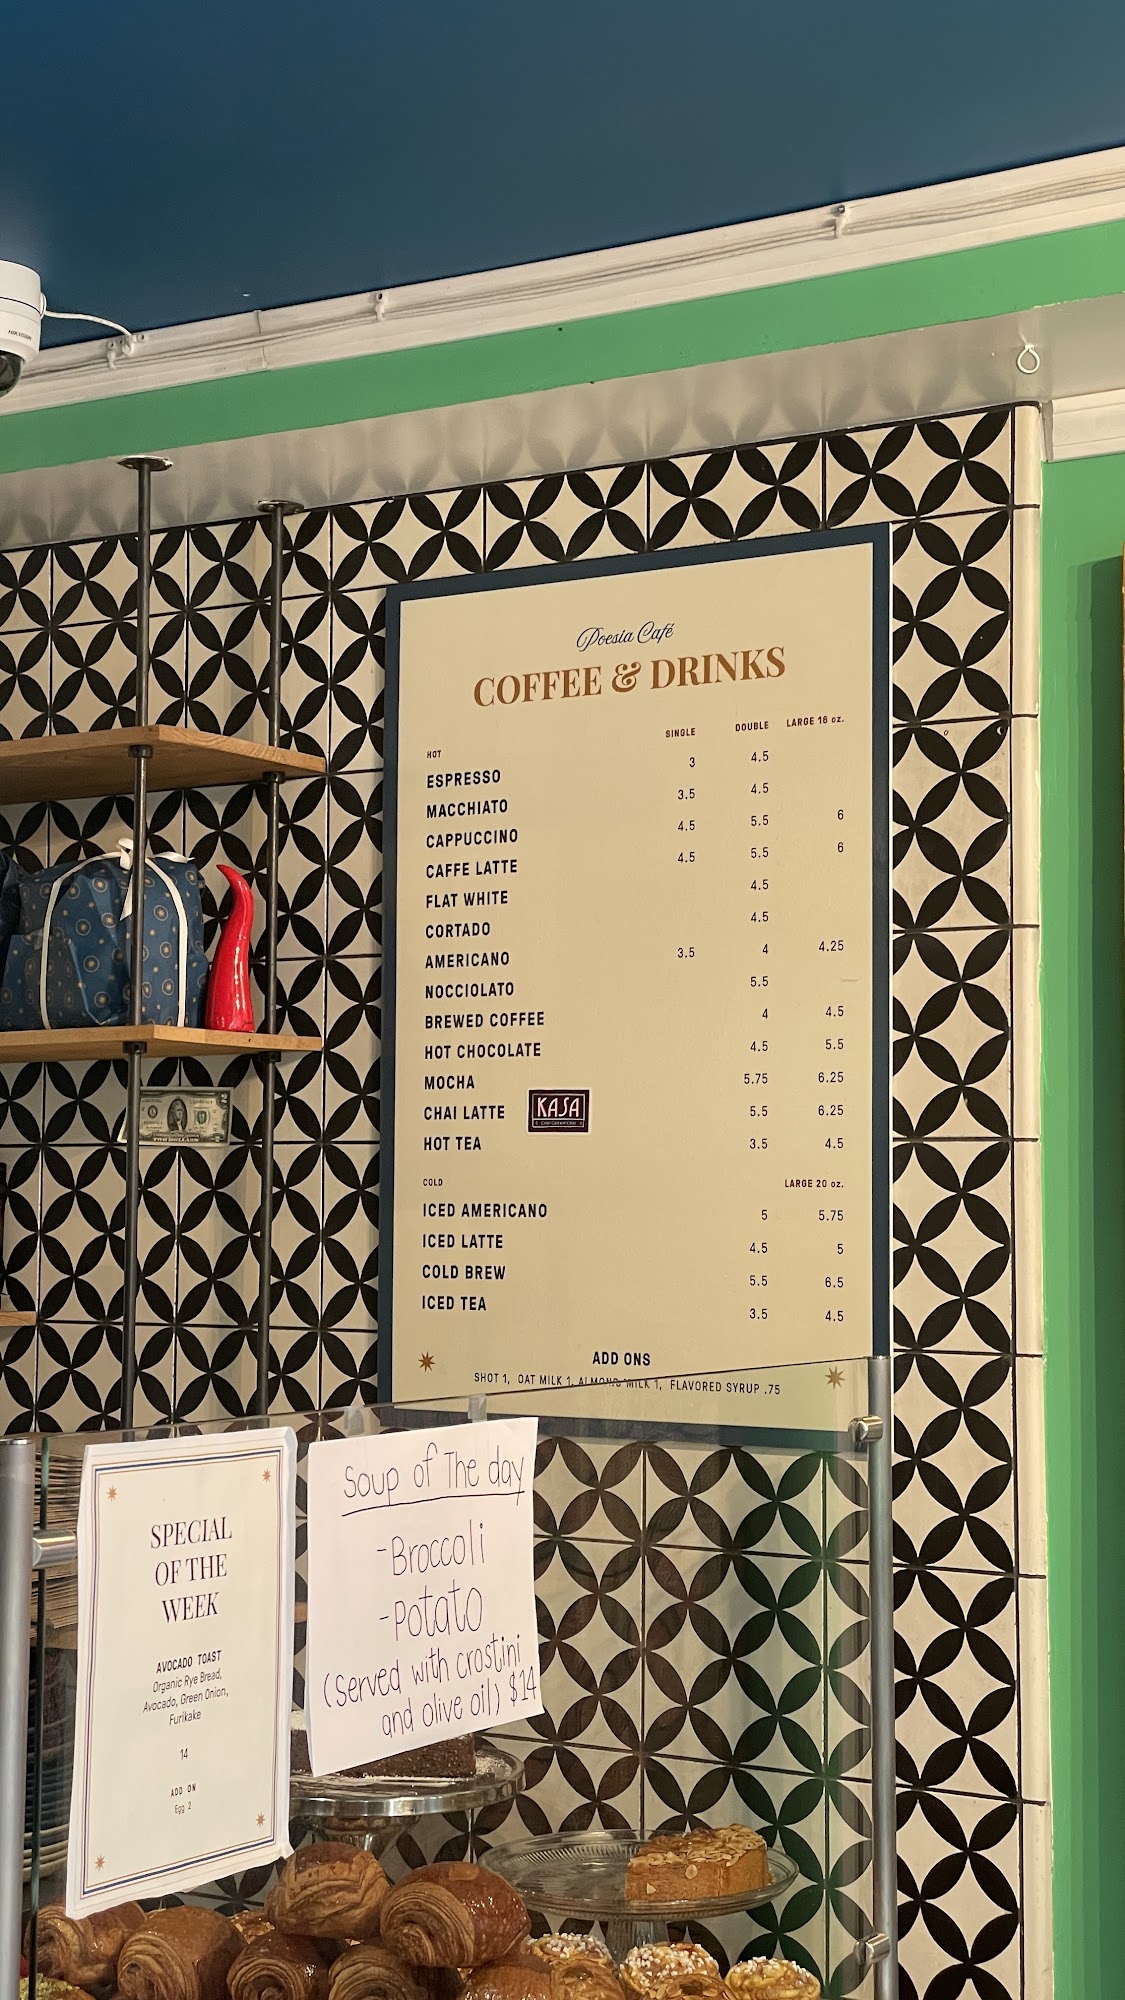 HIKVISION
Poesia Café
COFFEE & DRINKS
HOT SINGLE DOUBLE LARGE 16 oz.
ESPRESSO 3 4.5
MACCHIATO 3.5 4.5
CAPPUCCINO 4.5 5.5 6
CAFFE LATTE 4.5 5.5 6
FLAT WHITE 4.5
CORTADO 4.5
AMERICANO 3.5 4 4.25
NOCCIOLATO 5.5
BREWED COFFEE 4 4.5
HOT CHOCOLATE 4.5 5.5
MOCHA 5.75 6.25
CHAI LATTE KASA 5.5 6.25
HOT TEA 3.5 4.5
COLD LARGE 20 oz.
ICED AMERICANO 5 5.75
ICED LATTE 4.5 5
COLD BREW 5.5 6.5
ICED TEA 3.5 4.5
ADD ONS
SHOT 1, OAT MILK 1, ALMOND MILK 1, FLAVORED SYRUP .75
TWO DOLLARS
SPECIAL
OF THE
WEEK
AVOCADO TOAST
Organic Rye Bread,
Avocado, Green Onion,
Furikake
14
ADD ON
Egg 2
Soup of The day
-Broccoli
-Potato
(Served with crostini
and olive oil) $14